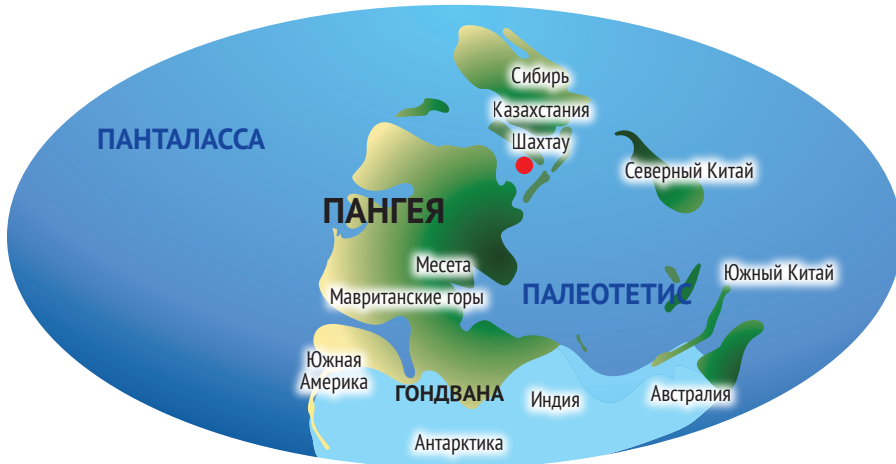 Сибирь
Казахстания
Шахтау
ПАНТАЛАССА
Северный Китай
ПАНГЕЯ
Месета
Южный Китай
Мавританские горы
ПАЛЕОТЕТИС
Южная
Америка
ГОНДВАНА
Индия
Австралия
Антарктика